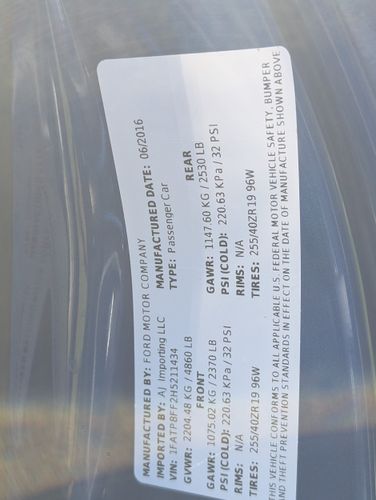 MANUFACTURED BY: FORD MOTOR COMPANY
IMPORTED BY: AJ Importing LLC MANUFACTURED DATE: 06/2016
VIN: 1FATP8FF2H5211434 TYPE: Passenger Car
GVWR: 2204.48 KG / 4860 LB
FRONT REAR
GAWR: 1075.02 KG / 2370 LB GAWR: 1147.60 KG / 2530 LB
PSI(COLD): 220.63 KPa / 32 PSI PSI(COLD): 220.63 KPa / 32 PSI
RIMS: N/A RIMS: N/A
TIRES: 255/40ZR19 96W TIRES: 255/40ZR19 96W
THIS VEHICLE CONFORMS TO ALL APPLICABLE U.S. FEDERAL MOTOR VEHICLE SAFETY, BUMPER
AND THEFT PREVENTION STANDARDS IN EFFECT ON THE DATE OF MANUFACTURE SHOWN ABOVE